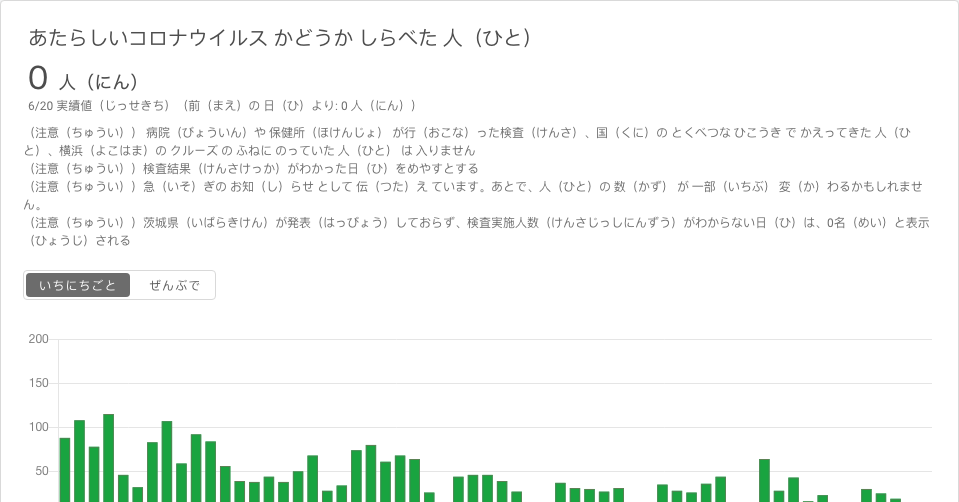 あたらしいコロナウイルス かどうか しらべた 人（ひと）
0 人（にん）
6/20 実績値（じっせきち）（前（まえ）の 日（ひ）より: 0 人（にん））
（注意（ちゅうい）） 病院（びょういん）や 保健所（ほけんじょ） が行（おこな）った検査（けんさ）、国（くに）の とくべつな ひこうき で かえってきた 人（ひ
と）、横浜（よこはま）の クルーズ の ふねに のっていた 人（ひと） は 入りません
（注意（ちゅうい））検査結果（けんさけっか）がわかった日（ひ）をめやすとする
（注意（ちゅうい））急（いそ）ぎの お知（し）らせ として 伝（つた）え ています。あとで、人（ひと）の 数（かず） が 一部（いちぶ） 変（か）わるかもしれませ
ん。
（注意（ちゅうい））茨城県（いばらきけん）が発表（はっぴょう）しておらず、検査実施人数（けんさじっしにんずう）がわからない日（ひ）は、0名（めい）と表示
（ひょうじ）される
いちにちごと ぜんぶで
200
150
100
50